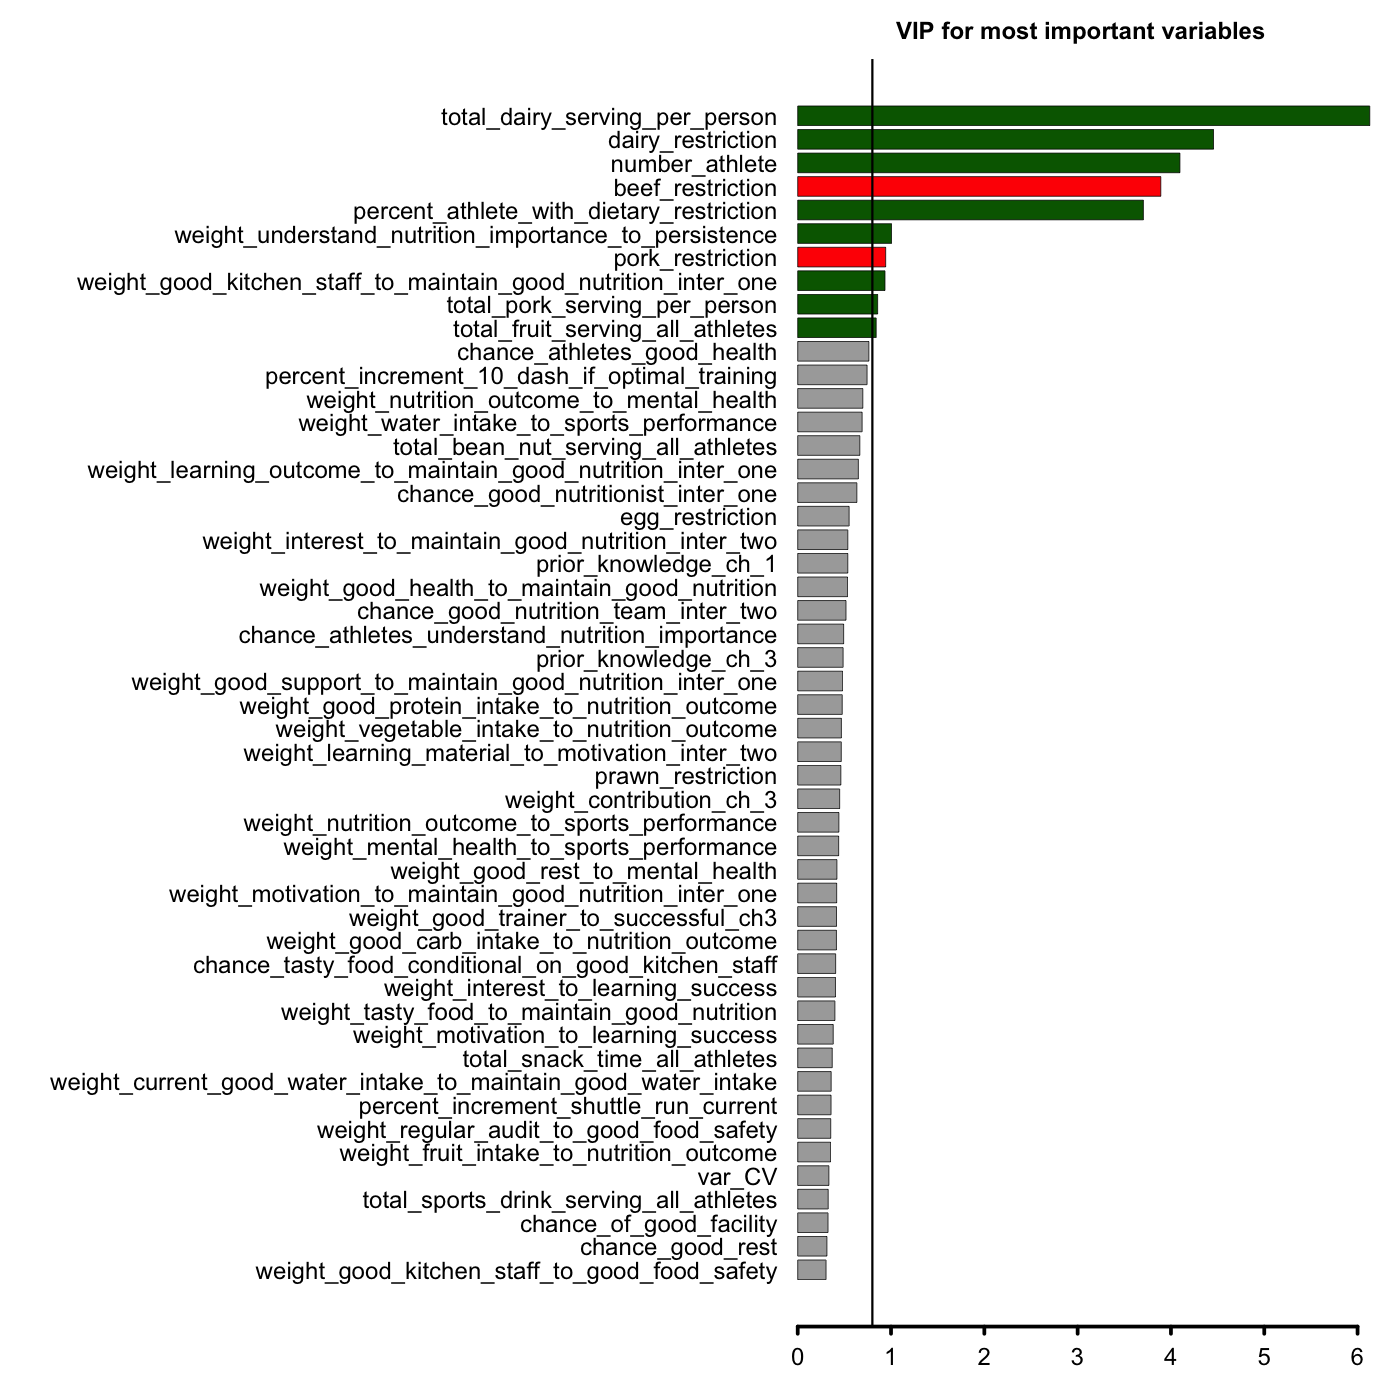 VIP for most important variables
total_dairy_serving_per_person
dairy_restriction
number_athlete
beef_restriction
percent_athlete_with_dietary_restriction
weight_understand_nutrition_importance_to_persistence
pork_restriction
weight_good_kitchen_staff_to_maintain_good_nutrition_inter_one
total_pork_serving_per_person
total_fruit_serving_all_athletes
chance_athletes_good_health
percent_increment_10_dash_if_optimal_training
weight_nutrition_outcome_to_mental_health
weight_water_intake_to_sports_performance
total_bean_nut_serving_all_athletes
weight_learning_outcome_to_maintain_good_nutrition_inter_one
chance_good_nutritionist_inter_one
egg_restriction
weight_interest_to_maintain_good_nutrition_inter_two
prior_knowledge_ch_1
weight_good_health_to_maintain_good_nutrition
chance_good_nutrition_team_inter_two
chance_athletes_understand_nutrition_importance
prior_knowledge_ch_3
weight_good_support_to_maintain_good_nutrition_inter_one
weight_good_protein_intake_to_nutrition_outcome
weight_vegetable_intake_to_nutrition_outcome
weight_learning_material_to_motivation_inter_two
prawn_restriction
weight_contribution_ch_3
weight_nutrition_outcome_to_sports_performance
weight_mental_health_to_sports_performance
weight_good_rest_to_mental_health
weight_motivation_to_maintain_good_nutrition_inter_one
weight_good_trainer_to_successful_ch3
weight_good_carb_intake_to_nutrition_outcome
chance_tasty_food_conditional_on_good_kitchen_staff
weight_interest_to_learning_success
weight_tasty_food_to_maintain_good_nutrition
weight_motivation_to_learning_success
total_snack_time_all_athletes
weight_current_good_water_intake_to_maintain_good_water_intake
percent_increment_shuttle_run_current
weight_regular_audit_to_good_food_safety
weight_fruit_intake_to_nutrition_outcome
var_CV
total_sports_drink_serving_all_athletes
chance_of_good_facility
chance_good_rest
weight_good_kitchen_staff_to_good_food_safety
0 1 2 3 4 5 6